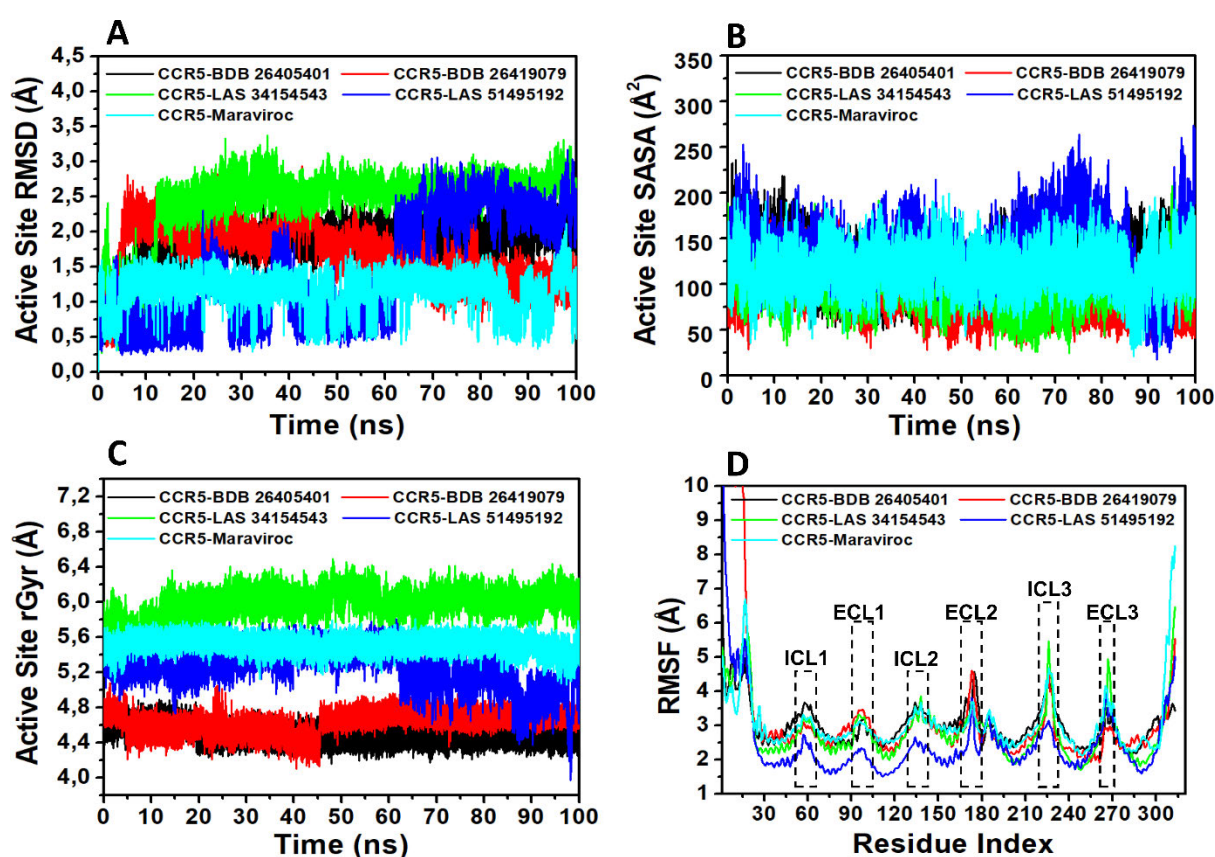 A
Active Site RMSD (Å)
4,5
4,0
3,5
3,0
2,5
2,0
1,5
1,0
0,5
0,0
CCR5-BDB 26405401 CCR5-BDB 26419079
CCR5-LAS 34154543 CCR5-LAS 51495192
CCR5-Maraviroc
0 10 20 30 40 50 60 70 80 90 100
Time (ns)
B
Active Site SASA (Å²)
350
300
250
200
150
100
50
0
CCR5-BDB 26405401 CCR5-BDB 26419079
CCR5-LAS 34154543 CCR5-LAS 51495192
CCR5-Maraviroc
0 10 20 30 40 50 60 70 80 90 100
Time (ns)
C
Active Site rGyr (Å)
7,2
6,8
6,4
6,0
5,6
5,2
4,8
4,4
4,0
CCR5-BDB 26405401 CCR5-BDB 26419079
CCR5-LAS 34154543 CCR5-LAS 51495192
CCR5-Maraviroc
0 10 20 30 40 50 60 70 80 90 100
Time (ns)
D
RMSF (Å)
10
9
8
7
6
5
4
3
2
1
CCR5-BDB 26405401 CCR5-BDB 26419079
CCR5-LAS 34154543 CCR5-LAS 51495192
CCR5-Maraviroc
ICL1
ECL1
ICL2
ECL2
ICL3
ECL3
30 60 90 120 150 180 210 240 270 300
Residue Index